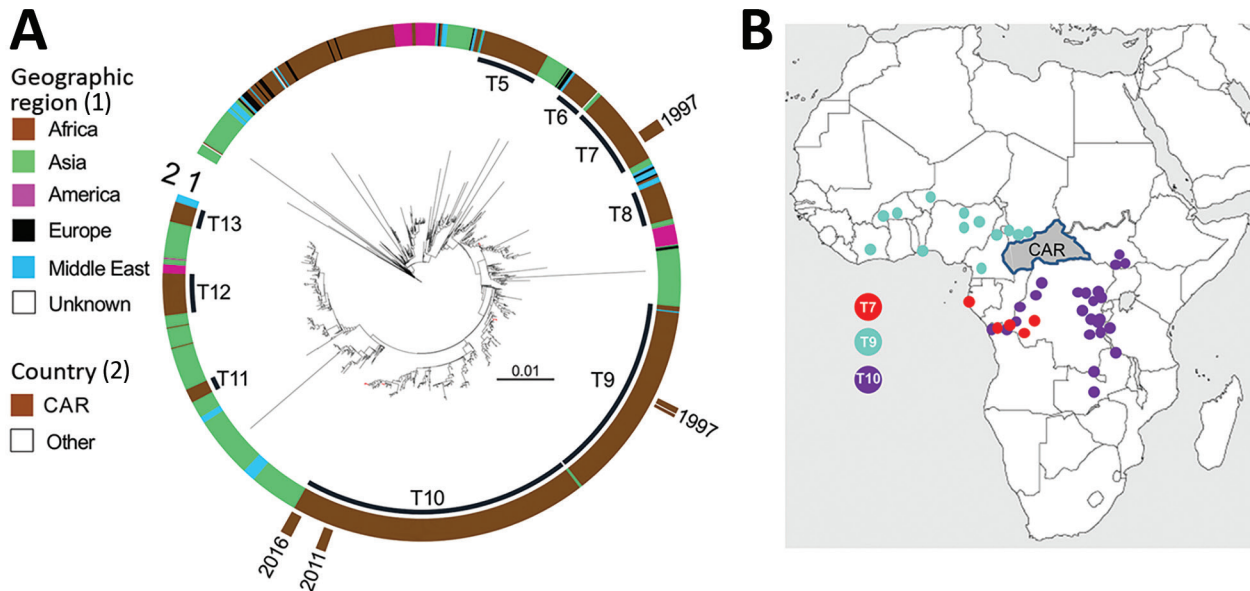 A
Geographic
region (1)
Africa
Asia
America
Europe
Middle East
Unknown
Country (2)
CAR
Other
2 1
T5
T6
T7
T8
T9
T10
T11
T12
T13
1997
1997
2011
2016
0.01
B
CAR
T7
T9
T10